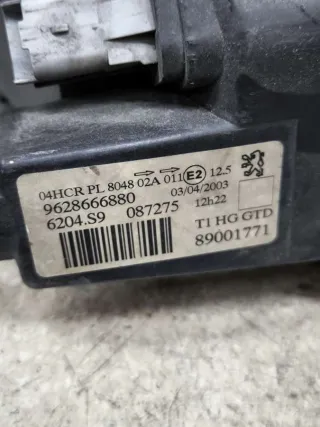 04HCR PL 8048 02A 011 E2 12.5
9628666880 03/04/2003
6204.S9 087275 12h22
T1 HG GTD
89001771